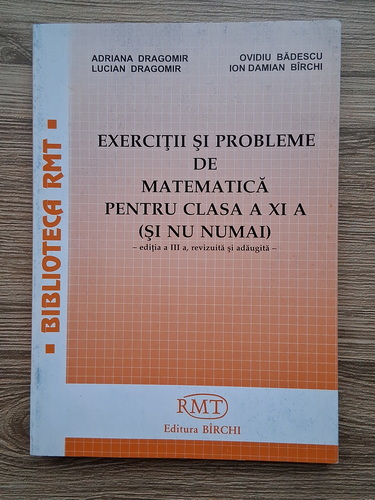 ADRIANA DRAGOMIR
LUCIAN DRAGOMIR
OVIDIU BĂDESCU
ION DAMIAN BÎRCHI
EXERCIŢII ŞI PROBLEME
DE
MATEMATICĂ
PENTRU CLASA A XI A
(ŞI NU NUMAI)
– ediţia a III a, revizuită şi adăugită –
■ BIBLIOTECA RMT ■
RMT
Editura BÎRCHI